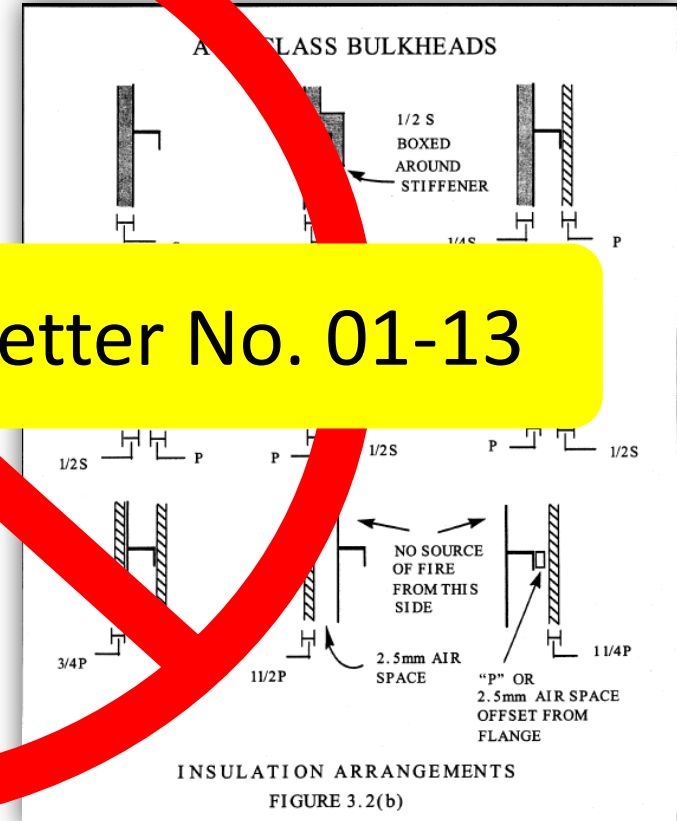 CLASS BULKHEADS
1/2 S
BOXED
AROUND
STIFFENER
1/4S
P
etter No. 01-13
1/2S
P
P
1/2S
P
1/2S
NO SOURCE
OF FIRE
FROM THIS
SIDE
3/4P
11/2P
2.5mm AIR
SPACE
11/4P
"P" OR
2.5mm AIR SPACE
OFFSET FROM
FLANGE
INSULATION ARRANGEMENTS
FIGURE 3.2(b)